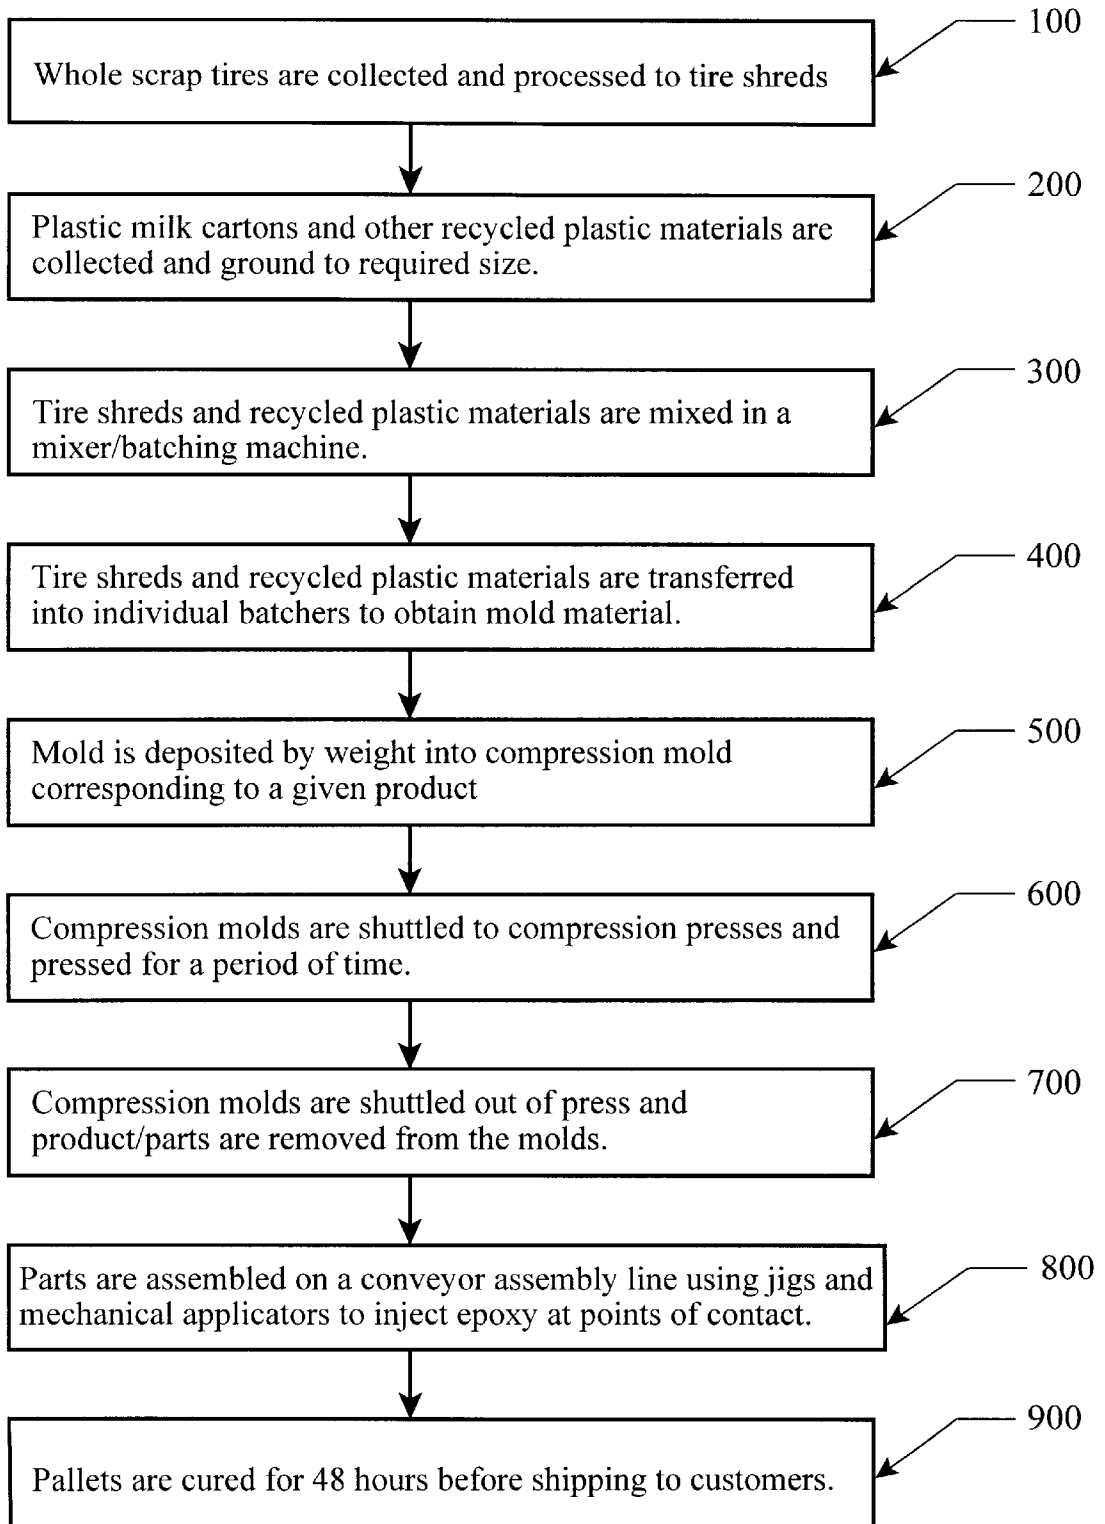 100
Whole scrap tires are collected and processed to tire shreds
200
Plastic milk cartons and other recycled plastic materials are
collected and ground to required size.
300
Tire shreds and recycled plastic materials are mixed in a
mixer/batching machine.
400
Tire shreds and recycled plastic materials are transferred
into individual batchers to obtain mold material.
500
Mold is deposited by weight into compression mold
corresponding to a given product
600
Compression molds are shuttled to compression presses and
pressed for a period of time.
700
Compression molds are shuttled out of press and
product/parts are removed from the molds.
800
Parts are assembled on a conveyor assembly line using jigs and
mechanical applicators to inject epoxy at points of contact.
900
Pallets are cured for 48 hours before shipping to customers.